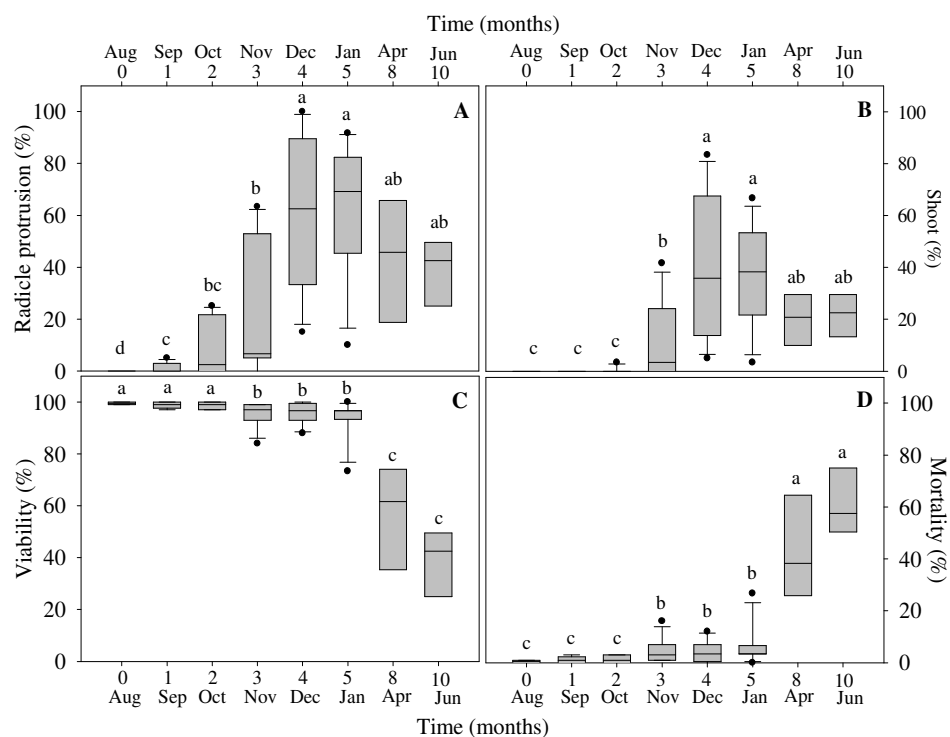 Time (months)
Aug Sep Oct Nov Dec Jan Apr Jun
0 1 2 3 4 5 8 10
Aug Sep Oct Nov Dec Jan Apr Jun
0 1 2 3 4 5 8 10
Radicle protrusion (%)
100
80
60
40
20
0
A
d c bc b a a ab ab
B
c c c b a a ab ab
100
80
60
40
20
0
Shoot (%)
Viability (%)
100
80
60
40
20
0
C
a a a b b b c c
D
c c c b b b a a
100
80
60
40
20
0
Mortality (%)
0 1 2 3 4 5 8 10
Aug Sep Oct Nov Dec Jan Apr Jun
0 1 2 3 4 5 8 10
Aug Sep Oct Nov Dec Jan Apr Jun
Time (months)